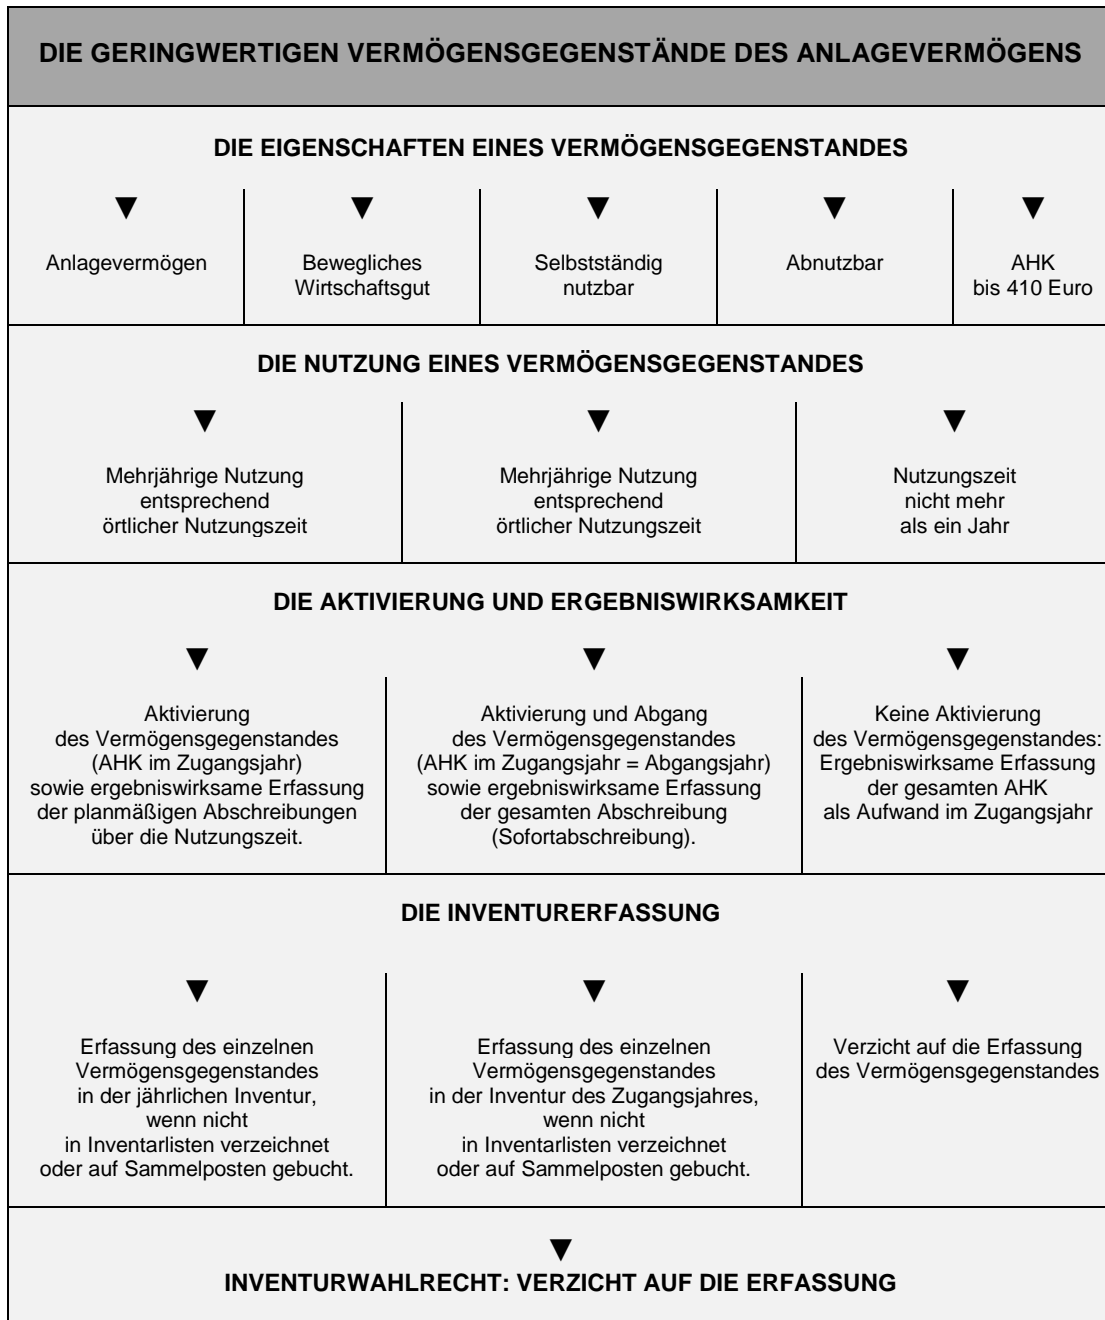 DIE GERINGWERTIGEN VERMÖGENSGEGENSTÄNDE DES ANLAGEVERMÖGENS
DIE EIGENSCHAFTEN EINES VERMÖGENSGEGENSTANDES
Anlagevermögen
Bewegliches
Wirtschaftsgut
Selbstständig
nutzbar
Abnutzbar
AHK
bis 410 Euro
DIE NUTZUNG EINES VERMÖGENSGEGENSTANDES
Mehrjährige Nutzung
entsprechend
örtlicher Nutzungszeit
Mehrjährige Nutzung
entsprechend
örtlicher Nutzungszeit
Nutzungszeit
nicht mehr
als ein Jahr
DIE AKTIVIERUNG UND ERGEBNISWIRKSAMKEIT
Aktivierung
des Vermögensgegenstandes
(AHK im Zugangsjahr)
sowie ergebniswirksame Erfassung
der planmäßigen Abschreibungen
über die Nutzungszeit.
Aktivierung und Abgang
des Vermögensgegenstandes
(AHK im Zugangsjahr = Abgangsjahr)
sowie ergebniswirksame Erfassung
der gesamten Abschreibung
(Sofortabschreibung).
Keine Aktivierung
des Vermögensgegenstandes:
Ergebniswirksame Erfassung
der gesamten AHK
als Aufwand im Zugangsjahr
DIE INVENTURERFASSUNG
Erfassung des einzelnen
Vermögensgegenstandes
in der jährlichen Inventur,
wenn nicht
in Inventarlisten verzeichnet
oder auf Sammelposten gebucht.
Erfassung des einzelnen
Vermögensgegenstandes
in der Inventur des Zugangsjahres,
wenn nicht
in Inventarlisten verzeichnet
oder auf Sammelposten gebucht.
Verzicht auf die Erfassung
des Vermögensgegenstandes
INVENTURWAHLRECHT: VERZICHT AUF DIE ERFASSUNG